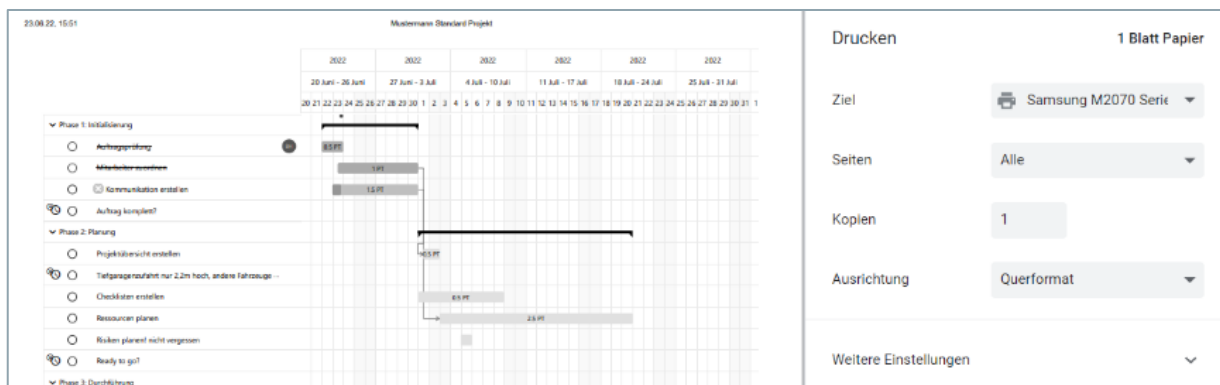 23.08.22, 15:51
Mustermann Standard Projekt
2022 2022 2022 2022 2022 2022
20 Juni - 26 Juni 27 Juni - 3 Juli 4 Juli - 10 Juli 11 Juli - 17 Juli 18 Juli - 24 Juli 25 Juli - 31 Juli
20 21 22 23 24 25 26 27 28 29 30 1 2 3 4 5 6 7 8 9 10 11 12 13 14 15 16 17 18 19 20 21 22 23 24 25 26 27 28 29 30 31 1
Phase 1: Initialisierung
Auftragsprüfung 0.5 PT
Mitarbeiter zuordnen 1 PT
Kommunikation erstellen 1.5 PT
Auftrag komplett?
Phase 2: Planung
Projektübersicht erstellen 0.5 PT
Tiefgaragenzufahrt nur 2,2m hoch, andere Fahrzeuge --
Checklisten erstellen 0.5 PT
Ressourcen planen 2.5 PT
Risiken planen! nicht vergessen
Ready to go?
Phase 3: Durchführung
Drucken 1 Blatt Papier
Ziel Samsung M2070 Serie
Seiten Alle
Kopien 1
Ausrichtung Querformat
Weitere Einstellungen